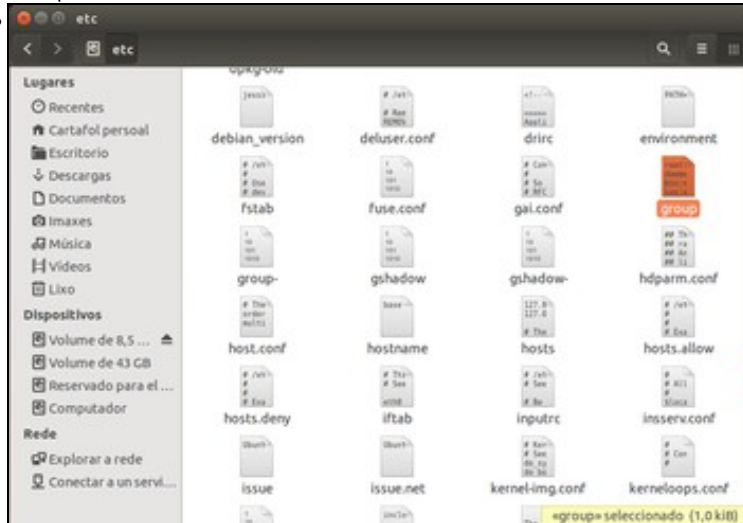 etc
etc
Lugares
Recentes
Cartafol persoal
Escritorio
Descargas
Documentos
Imaxes
Música
Vídeos
Lixo
Dispositivos
Volume de 8,5 ...
Volume de 43 GB
Reservado para el ...
Computador
Rede
Explorar a rede
Conectar a un servi...
opkg-old
debian_version deluser.conf drirc environment
fstab fuse.conf gai.conf group
group- gshadow gshadow- hdparm.conf
host.conf hostname hosts hosts.allow
hosts.deny iftab inputrc insserv.conf
issue issue.net kernel-img.conf kerneloops.conf
«group» seleccionado (1,0 kiB)